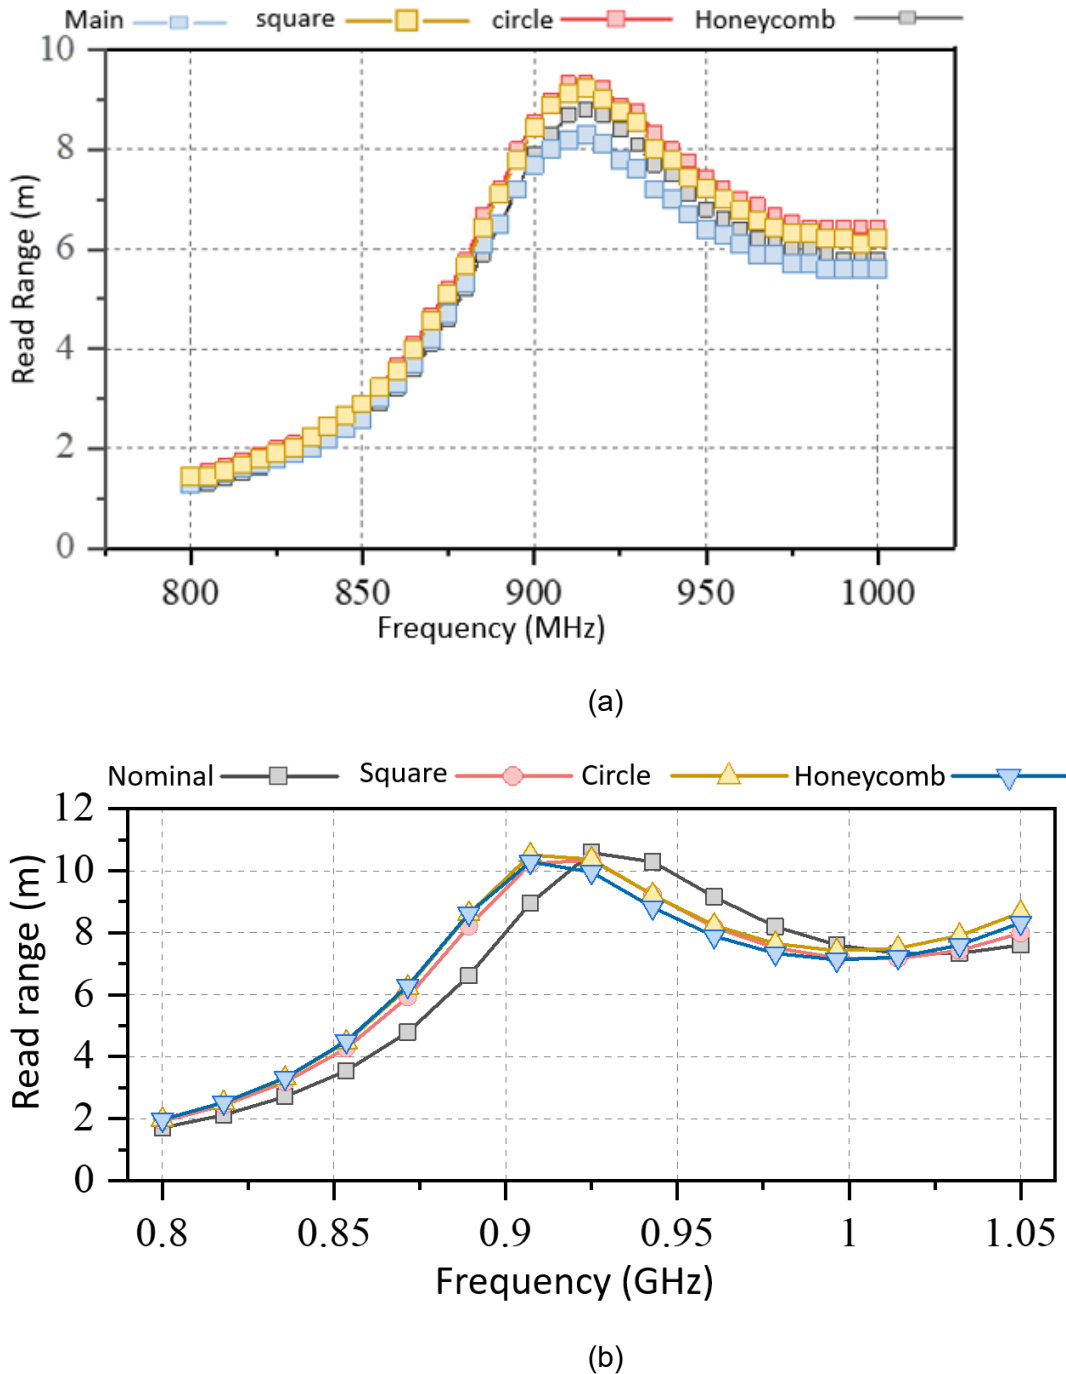 Main square circle Honeycomb
10
8
6
4
2
0
Read Range (m)
800 850 900 950 1000
Frequency (MHz)
(a)
Nominal Square Circle Honeycomb
12
10
8
6
4
2
0
Read range (m)
0.8 0.85 0.9 0.95 1 1.05
Frequency (GHz)
(b)